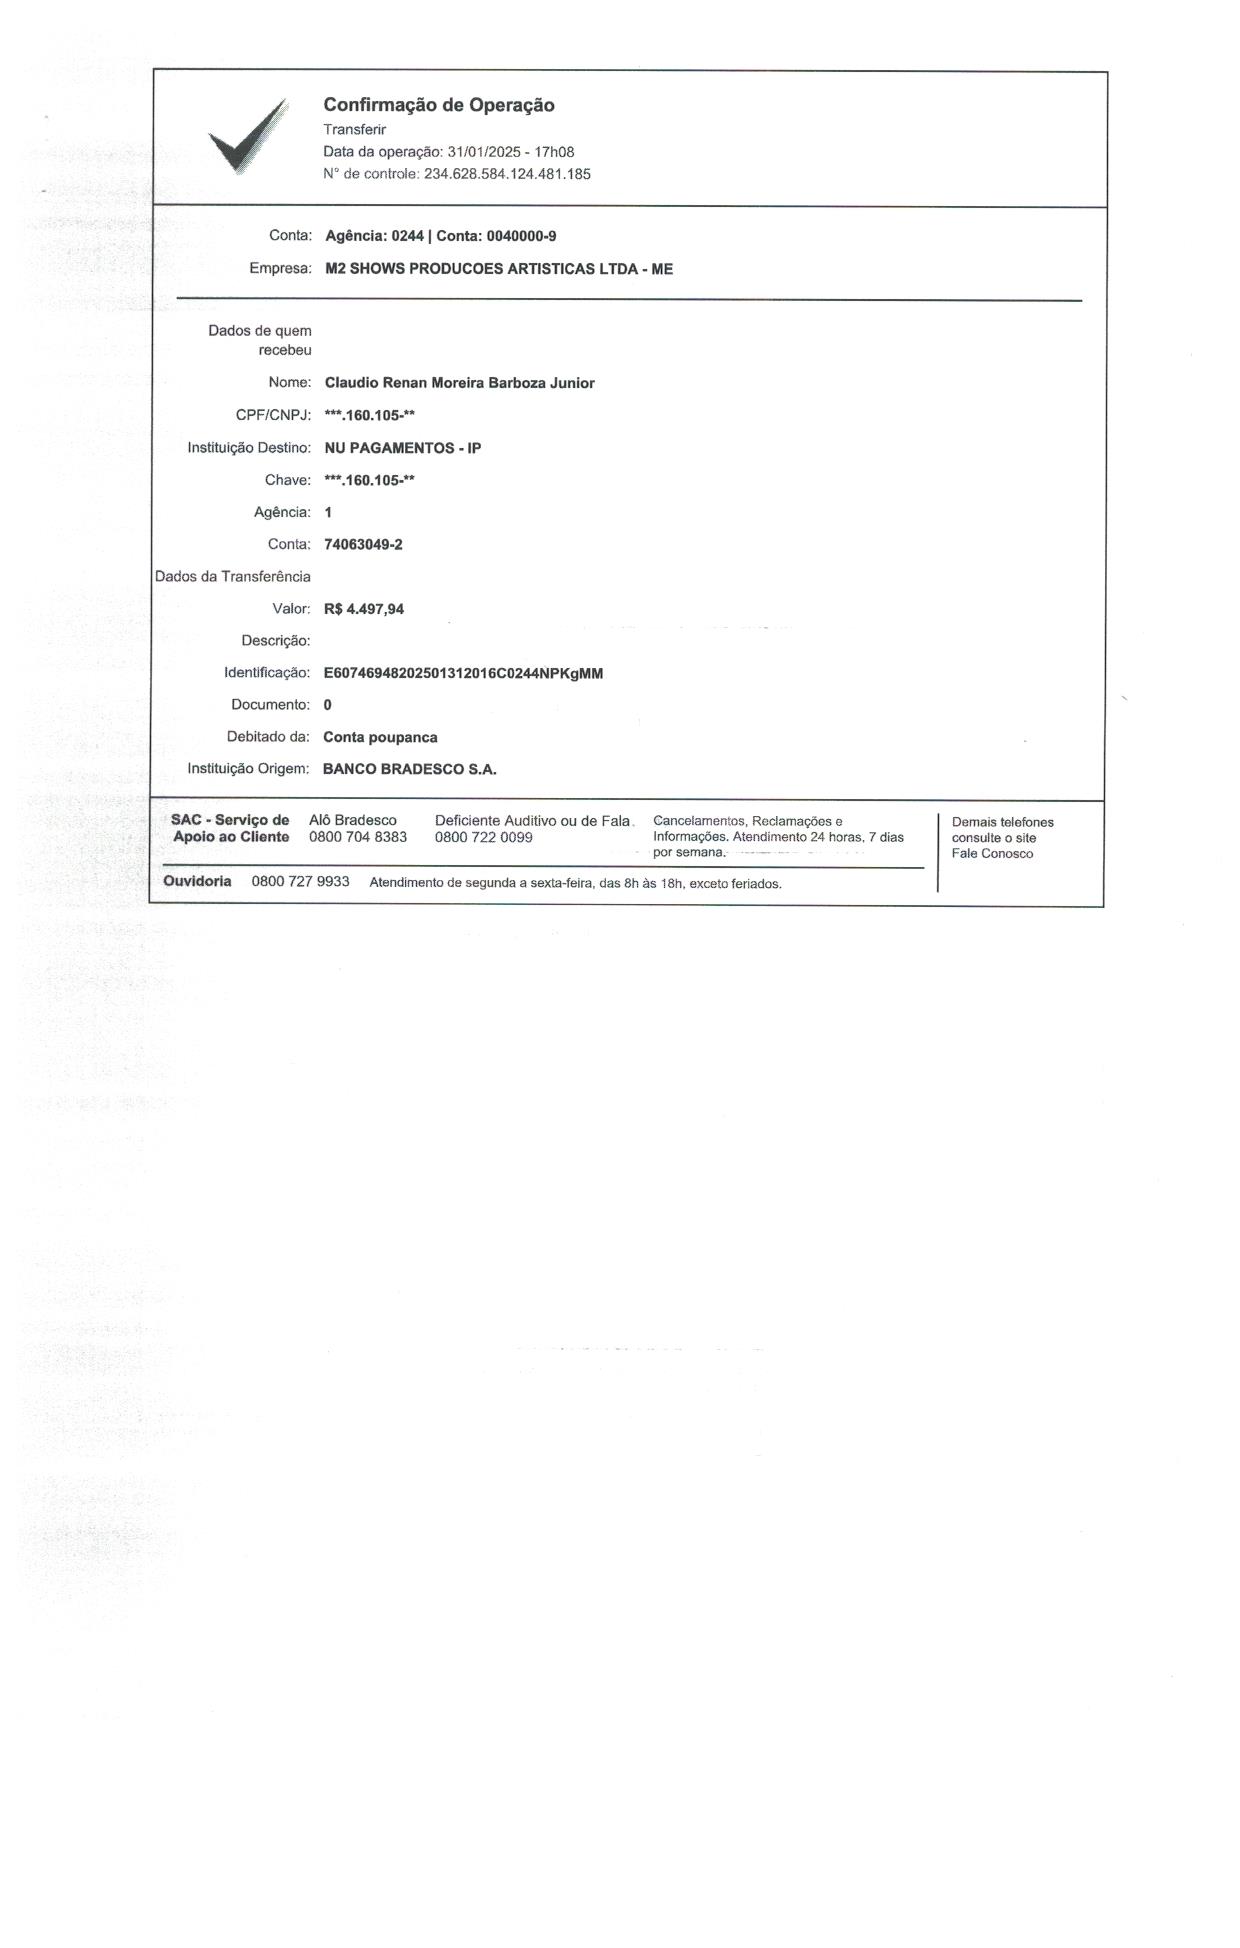 Confirmação de Operação
Transferir
Data da operação: 31/01/2025 - 17h08
N° de controle: 234.628.584.124.481.185
Conta: Agência: 0244 | Conta: 0040000-9
Empresa: M2 SHOWS PRODUCOES ARTISTICAS LTDA - ME
Dados de quem
recebeu
Nome: Claudio Renan Moreira Barboza Junior
CPF/CNPJ: ***.160.105-**
Instituição Destino: NU PAGAMENTOS - IP
Chave: ***.160.105-**
Agência: 1
Conta: 74063049-2
Dados da Transferência
Valor: R$ 4.497,94
Descrição:
Identificação: E60746948202501312016C0244NPKgMM
Documento: 0
Debitado da: Conta poupanca
Instituição Origem: BANCO BRADESCO S.A.
SAC - Serviço de
Apoio ao Cliente
Alô Bradesco
0800 704 8383
Deficiente Auditivo ou de Fala
0800 722 0099
Cancelamentos, Reclamações e
Informações. Atendimento 24 horas, 7 dias
por semana.
Demais telefones
consulte o site
Fale Conosco
Ouvidoria 0800 727 9933 Atendimento de segunda a sexta-feira, das 8h às 18h, exceto feriados.